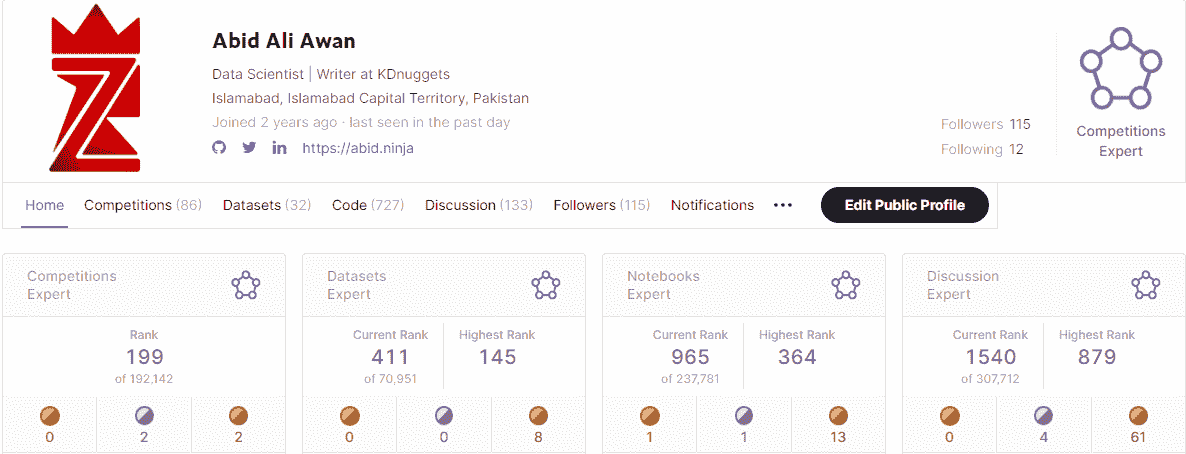 Abid Ali Awan
Data Scientist | Writer at KDnuggets
Islamabad, Islamabad Capital Territory, Pakistan
Joined 2 years ago · last seen in the past day
https://abid.ninja
Followers 115
Following 12
Competitions
Expert
Home Competitions (86) Datasets (32) Code (727) Discussion (133) Followers (115) Notifications ••• Edit Public Profile
Competitions
Expert
Rank
199
of 192,142
0 2 2
Datasets
Expert
Current Rank Highest Rank
411 145
of 70,951
0 0 8
Notebooks
Expert
Current Rank Highest Rank
965 364
of 237,781
1 1 13
Discussion
Expert
Current Rank Highest Rank
1540 879
of 307,712
0 4 61